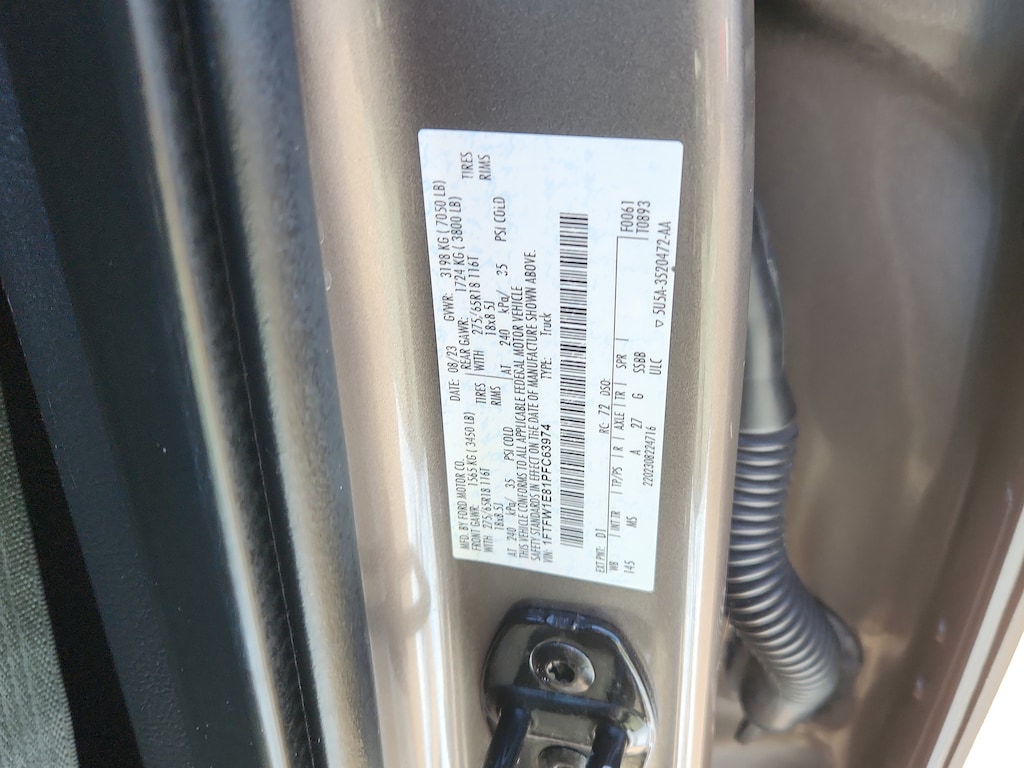 MFD. BY FORD MOTOR CO. DATE: 08/23 GVWR: 3198 KG ( 7050 LB)
FRONT GAWR: 1565 KG ( 3450 LB) REAR GAWR: 1724 KG ( 3800 LB)
WITH 275/65R18 116T TIRES WITH 275/65R18 116T TIRES
18x8.5J RIMS 18x8.5J RIMS
AT 240 kPa/ 35 PSI COLD AT 240 kPa/ 35 PSI COLD
THIS VEHICLE CONFORMS TO ALL APPLICABLE FEDERAL MOTOR VEHICLE
SAFETY STANDARDS IN EFFECT ON THE DATE OF MANUFACTURE SHOWN ABOVE.
VIN: 1FTFW1E81PFC63974 TYPE: Truck
EXT PNT: D1 RC: 72 DSO: F0061
WB INT TR TP/PS R AXLE TR SPR T0893
145 MS A 27 G SSBB
2202308224716 ULC
▽ 5U5A-3520472-AA